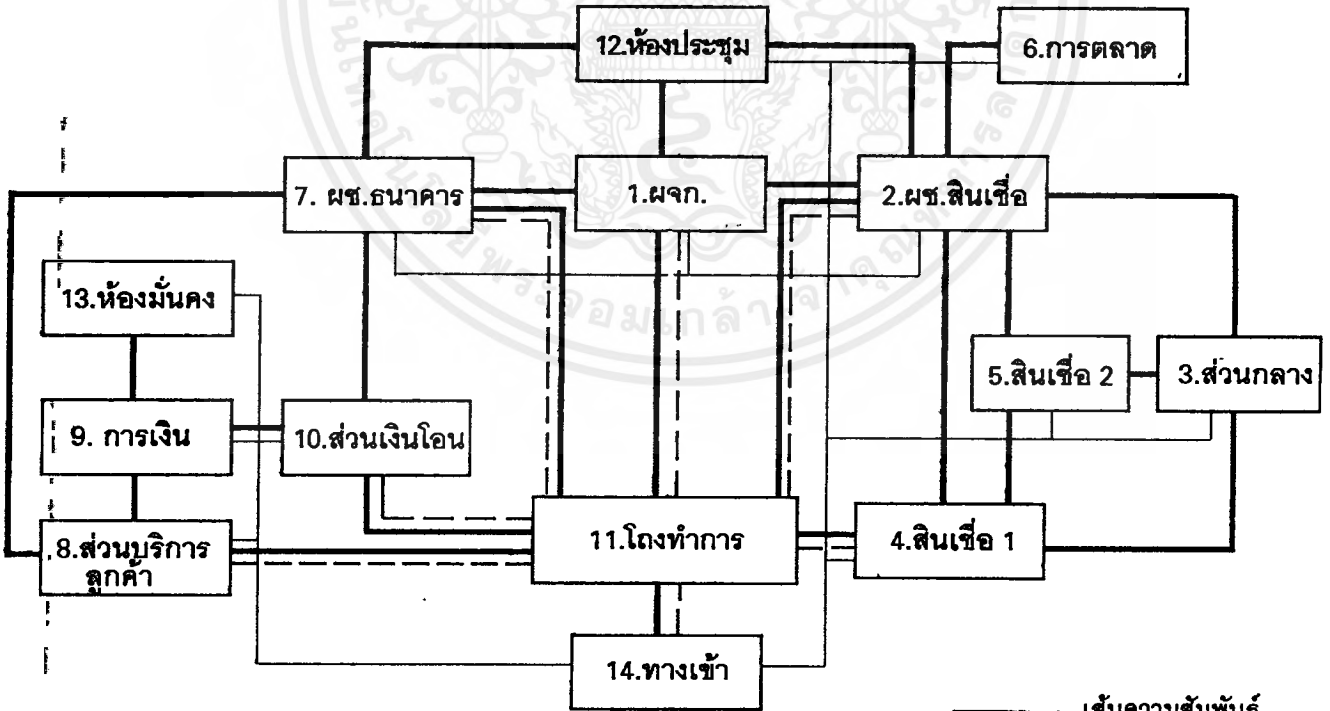 12.ห้องประชุม
6.การตลาด
7. ผช.ธนาคาร
1.ผจก.
2.ผช.สินเชื่อ
13.ห้องมั่นคง
5.สินเชื่อ 2
3.ส่วนกลาง
9. การเงิน
10.ส่วนเงินโอน
11.โถงทำการ
4.สินเชื่อ 1
8.ส่วนบริการ
ลูกค้า
14.ทางเข้า
เส้นความสัมพันธ์